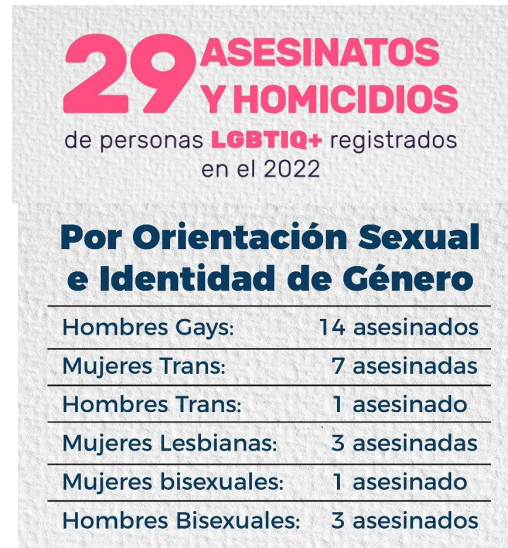 29 ASESINATOS
Y HOMICIDIOS
de personas LGBTIQ+ registrados
en el 2022
Por Orientación Sexual
e Identidad de Género
Hombres Gays: 14 asesinados
Mujeres Trans: 7 asesinadas
Hombres Trans: 1 asesinado
Mujeres Lesbianas: 3 asesinadas
Mujeres bisexuales: 1 asesinado
Hombres Bisexuales: 3 asesinados